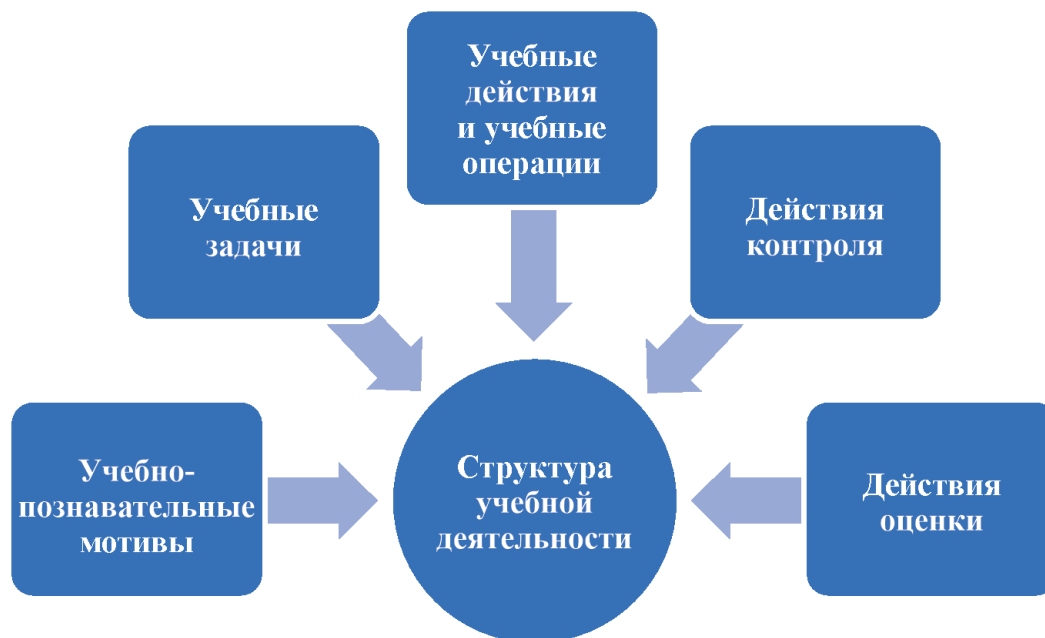 Учебные
действия
и учебные
операции
Учебные
задачи
Действия
контроля
Учебно-
познавательные
мотивы
Структура
учебной
деятельности
Действия
оценки